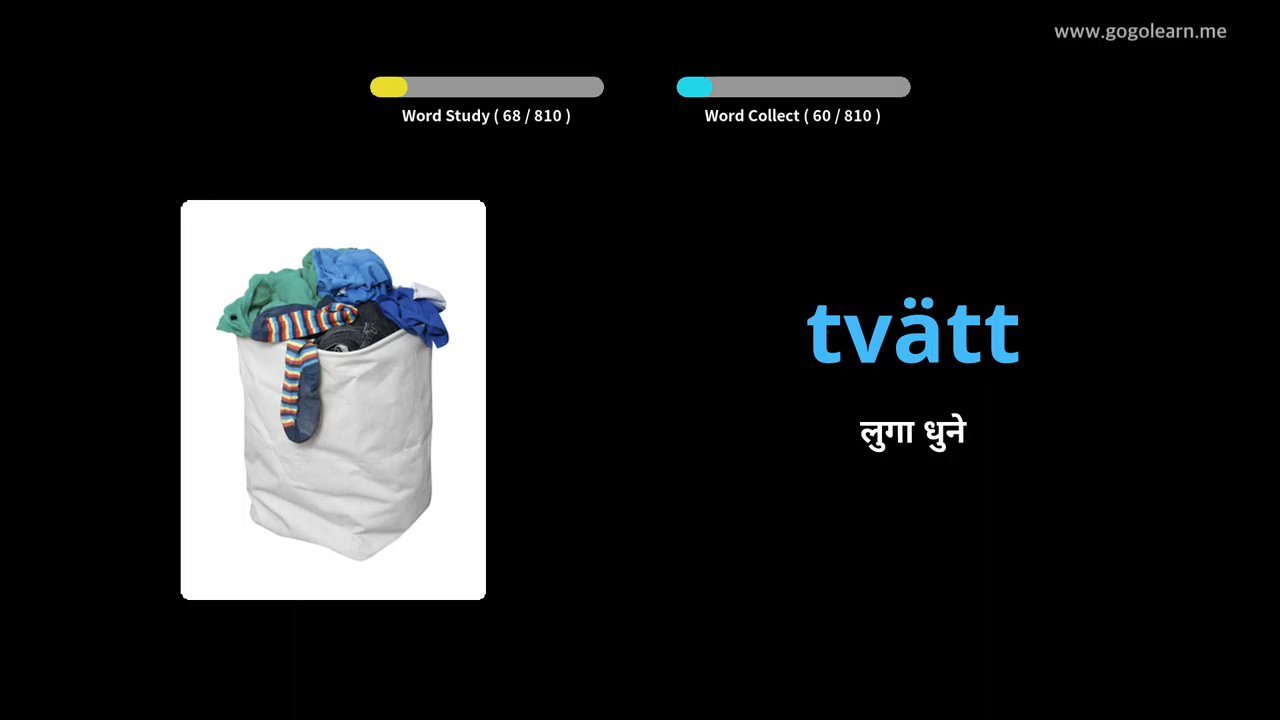 www.gogolearn.me
Word Study ( 68 / 810 )
Word Collect ( 60 / 810 )
tvätt
लुगा धुने